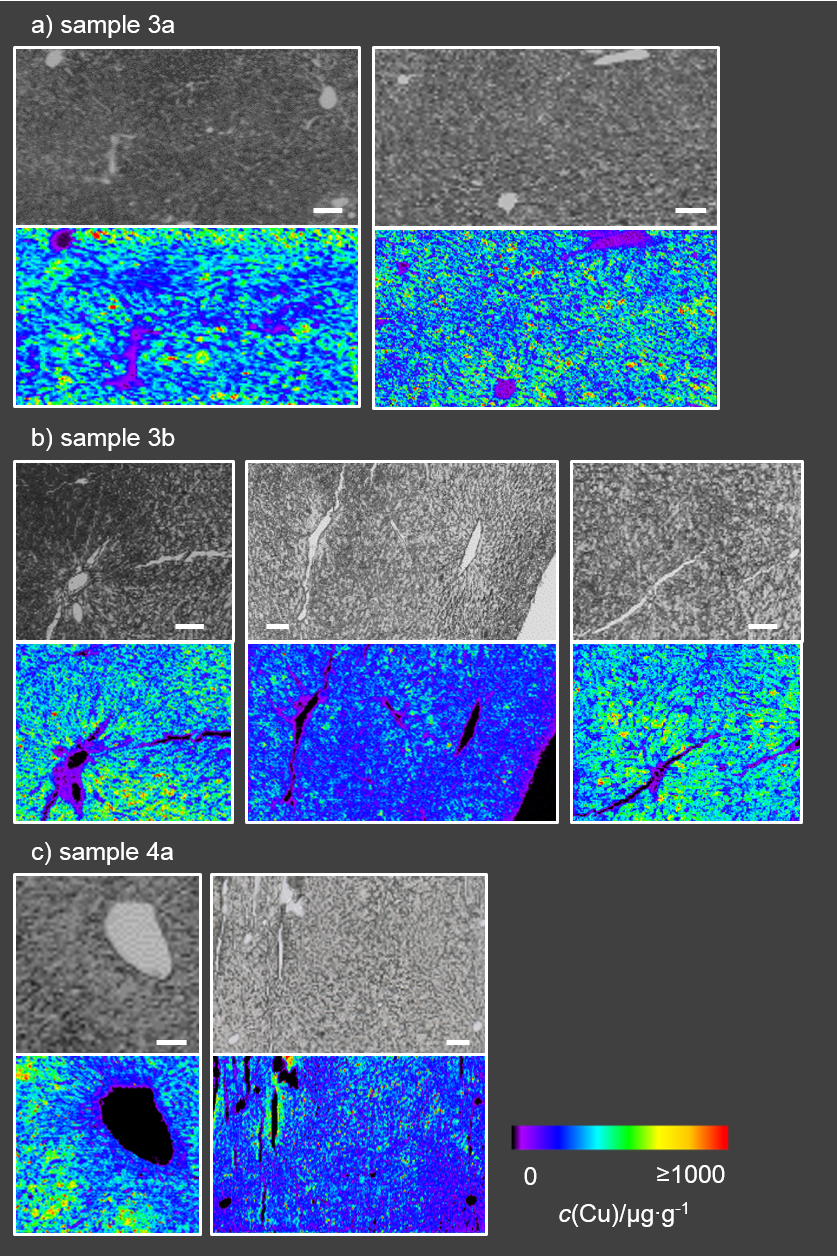 a) sample 3a
b) sample 3b
c) sample 4a
0
≥1000
c(Cu)/µg·g⁻¹